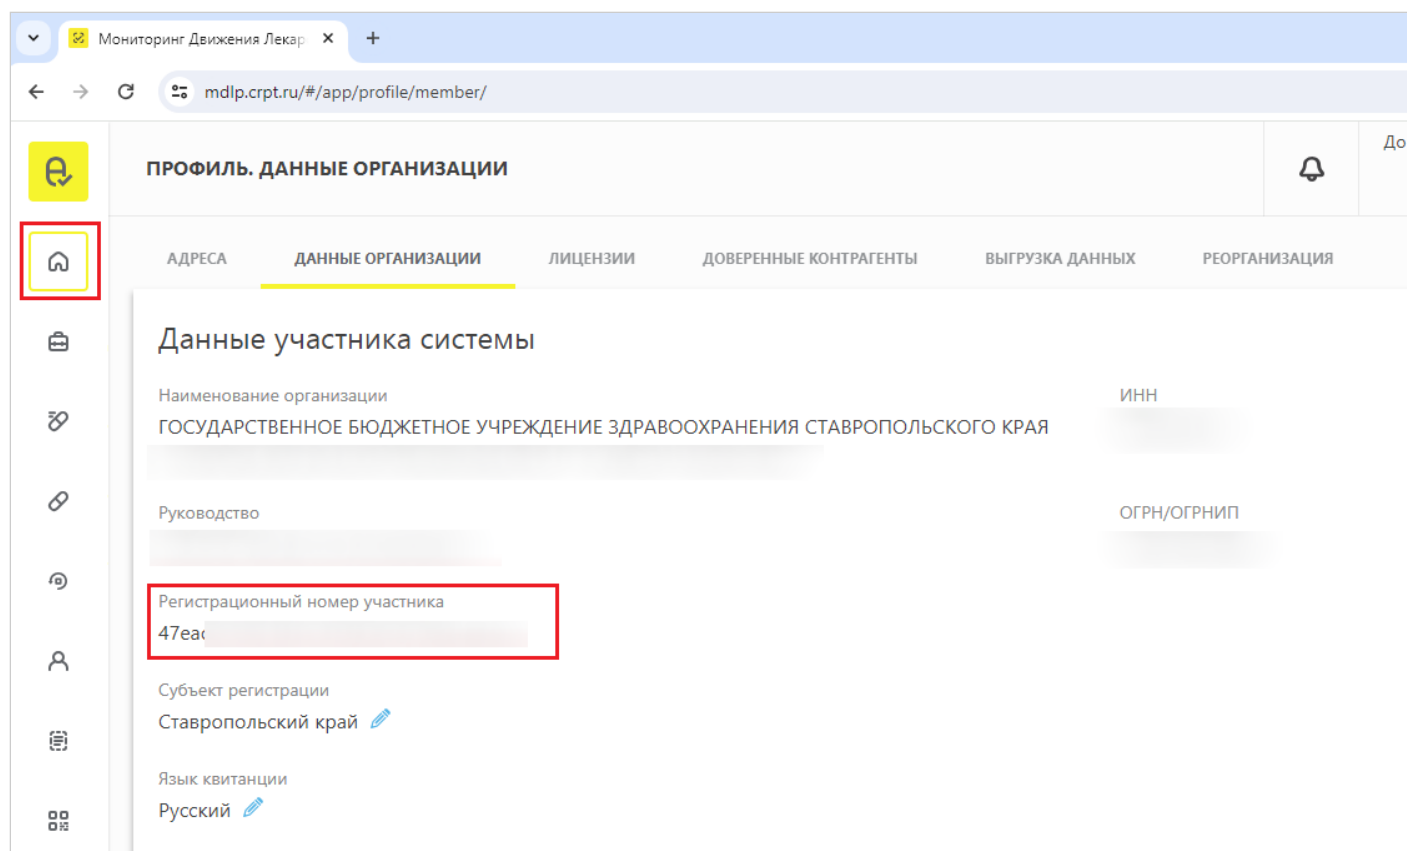 Мониторинг Движения Лекар
mdlp.crpt.ru/#/app/profile/member/
ПРОФИЛЬ. ДАННЫЕ ОРГАНИЗАЦИИ
До
АДРЕСА ДАННЫЕ ОРГАНИЗАЦИИ ЛИЦЕНЗИИ ДОВЕРЕННЫЕ КОНТРАГЕНТЫ ВЫГРУЗКА ДАННЫХ РЕОРГАНИЗАЦИЯ
Данные участника системы
Наименование организации
ИНН
ГОСУДАРСТВЕННОЕ БЮДЖЕТНОЕ УЧРЕЖДЕНИЕ ЗДРАВООХРАНЕНИЯ СТАВРОПОЛЬСКОГО КРАЯ
Руководство
ОГРН/ОГРНИП
Регистрационный номер участника
47ea
Субъект регистрации
Ставропольский край
Язык квитанции
Русский